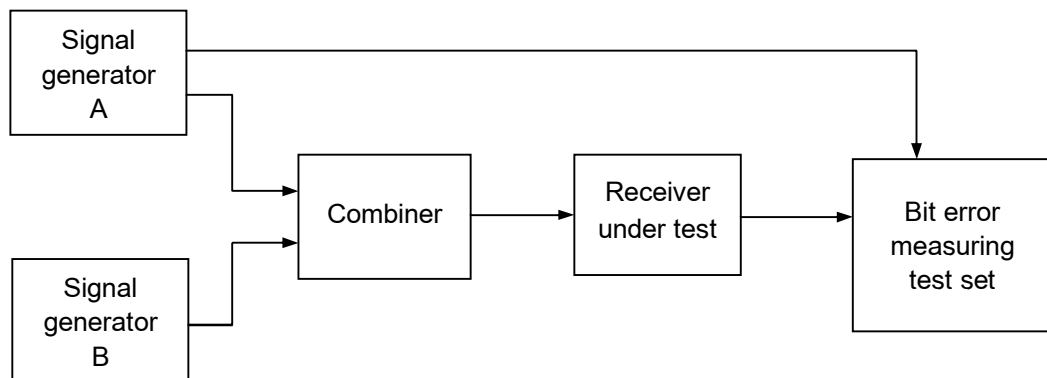 Signal
generator
A
Combiner
Receiver
under test
Bit error
measuring
test set
Signal
generator
B